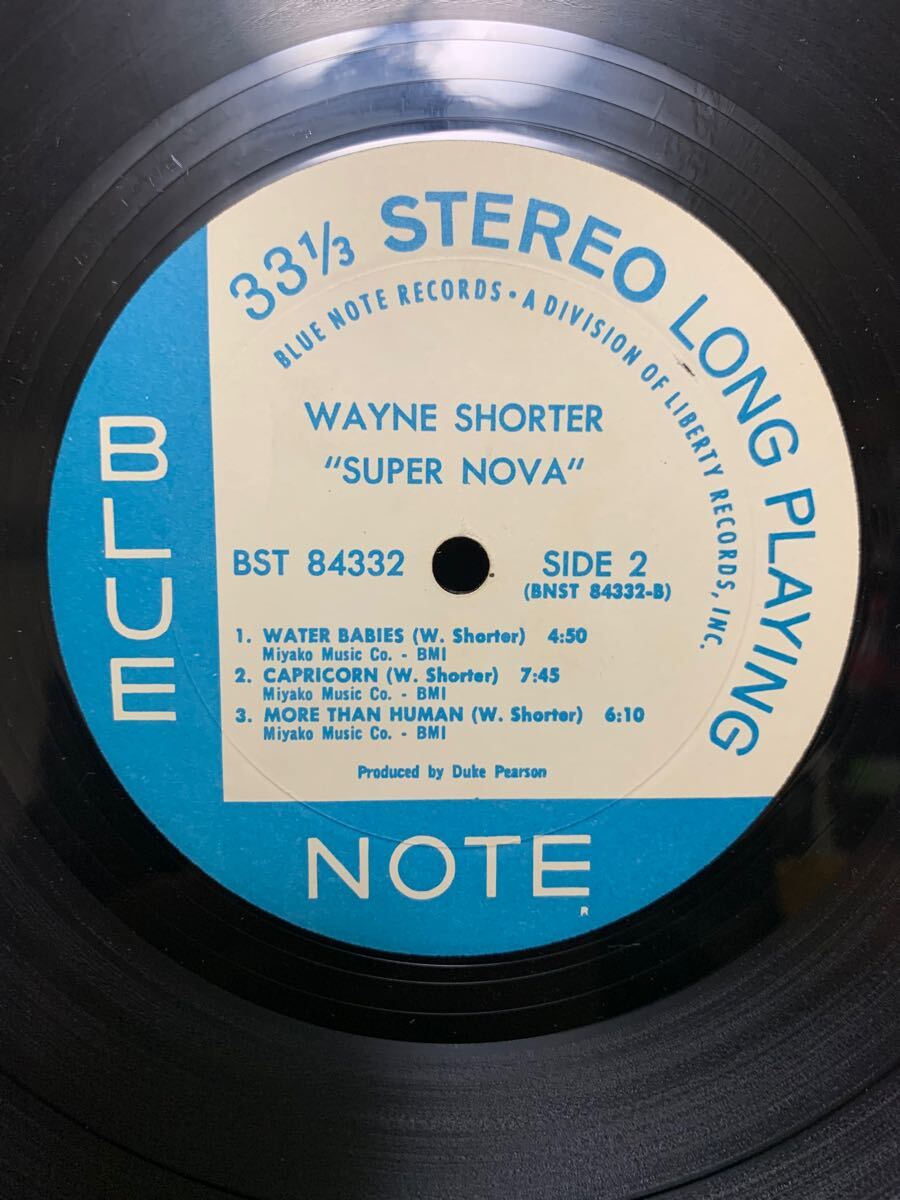 33⅓ STEREO LONG PLAYING
BLUE NOTE RECORDS • A DIVISION OF LIBERTY RECORDS, INC.
WAYNE SHORTER
"SUPER NOVA"
BST 84332
SIDE 2
(BNST 84332-B)
1. WATER BABIES (W. Shorter) 4:50
Miyako Music Co. - BMI
2. CAPRICORN (W. Shorter) 7:45
Miyako Music Co. - BMI
3. MORE THAN HUMAN (W. Shorter) 6:10
Miyako Music Co. - BMI
Produced by Duke Pearson
BLUE
NOTE
R